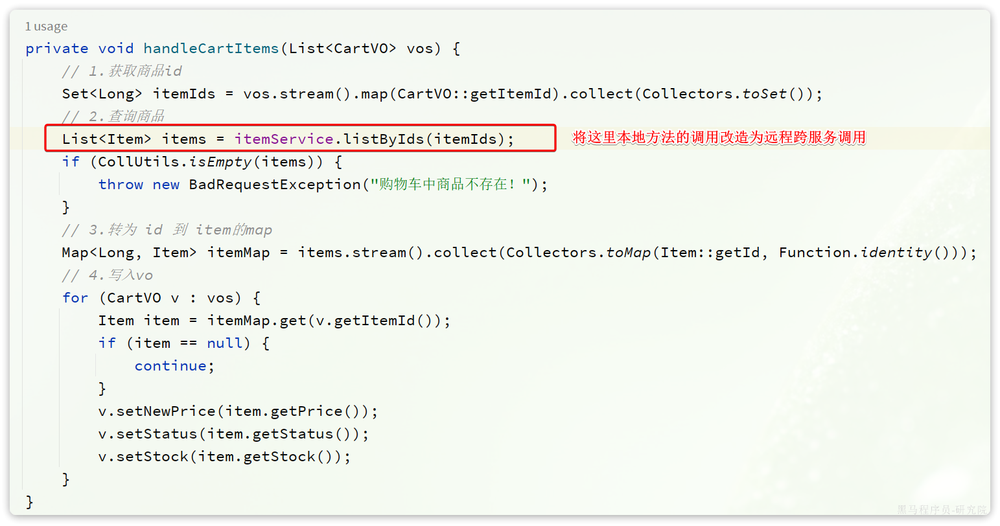 1 usage
private void handleCartItems(List<CartVO> vos) {
// 1.获取商品id
Set<Long> itemIds = vos.stream().map(CartVO::getItemId).collect(Collectors.toSet());
// 2.查询商品
List<Item> items = itemService.listByIds(itemIds); 将这里本地方法的调用改造为远程跨服务调用
if (CollUtils.isEmpty(items)) {
throw new BadRequestException("购物车中商品不存在！");
}
// 3.转为 id 到 item的map
Map<Long, Item> itemMap = items.stream().collect(Collectors.toMap(Item::getId, Function.identity()));
// 4.写入vo
for (CartVO v : vos) {
Item item = itemMap.get(v.getItemId());
if (item == null) {
continue;
}
v.setNewPrice(item.getPrice());
v.setStatus(item.getStatus());
v.setStock(item.getStock());
}
}
黑马程序员-研究院